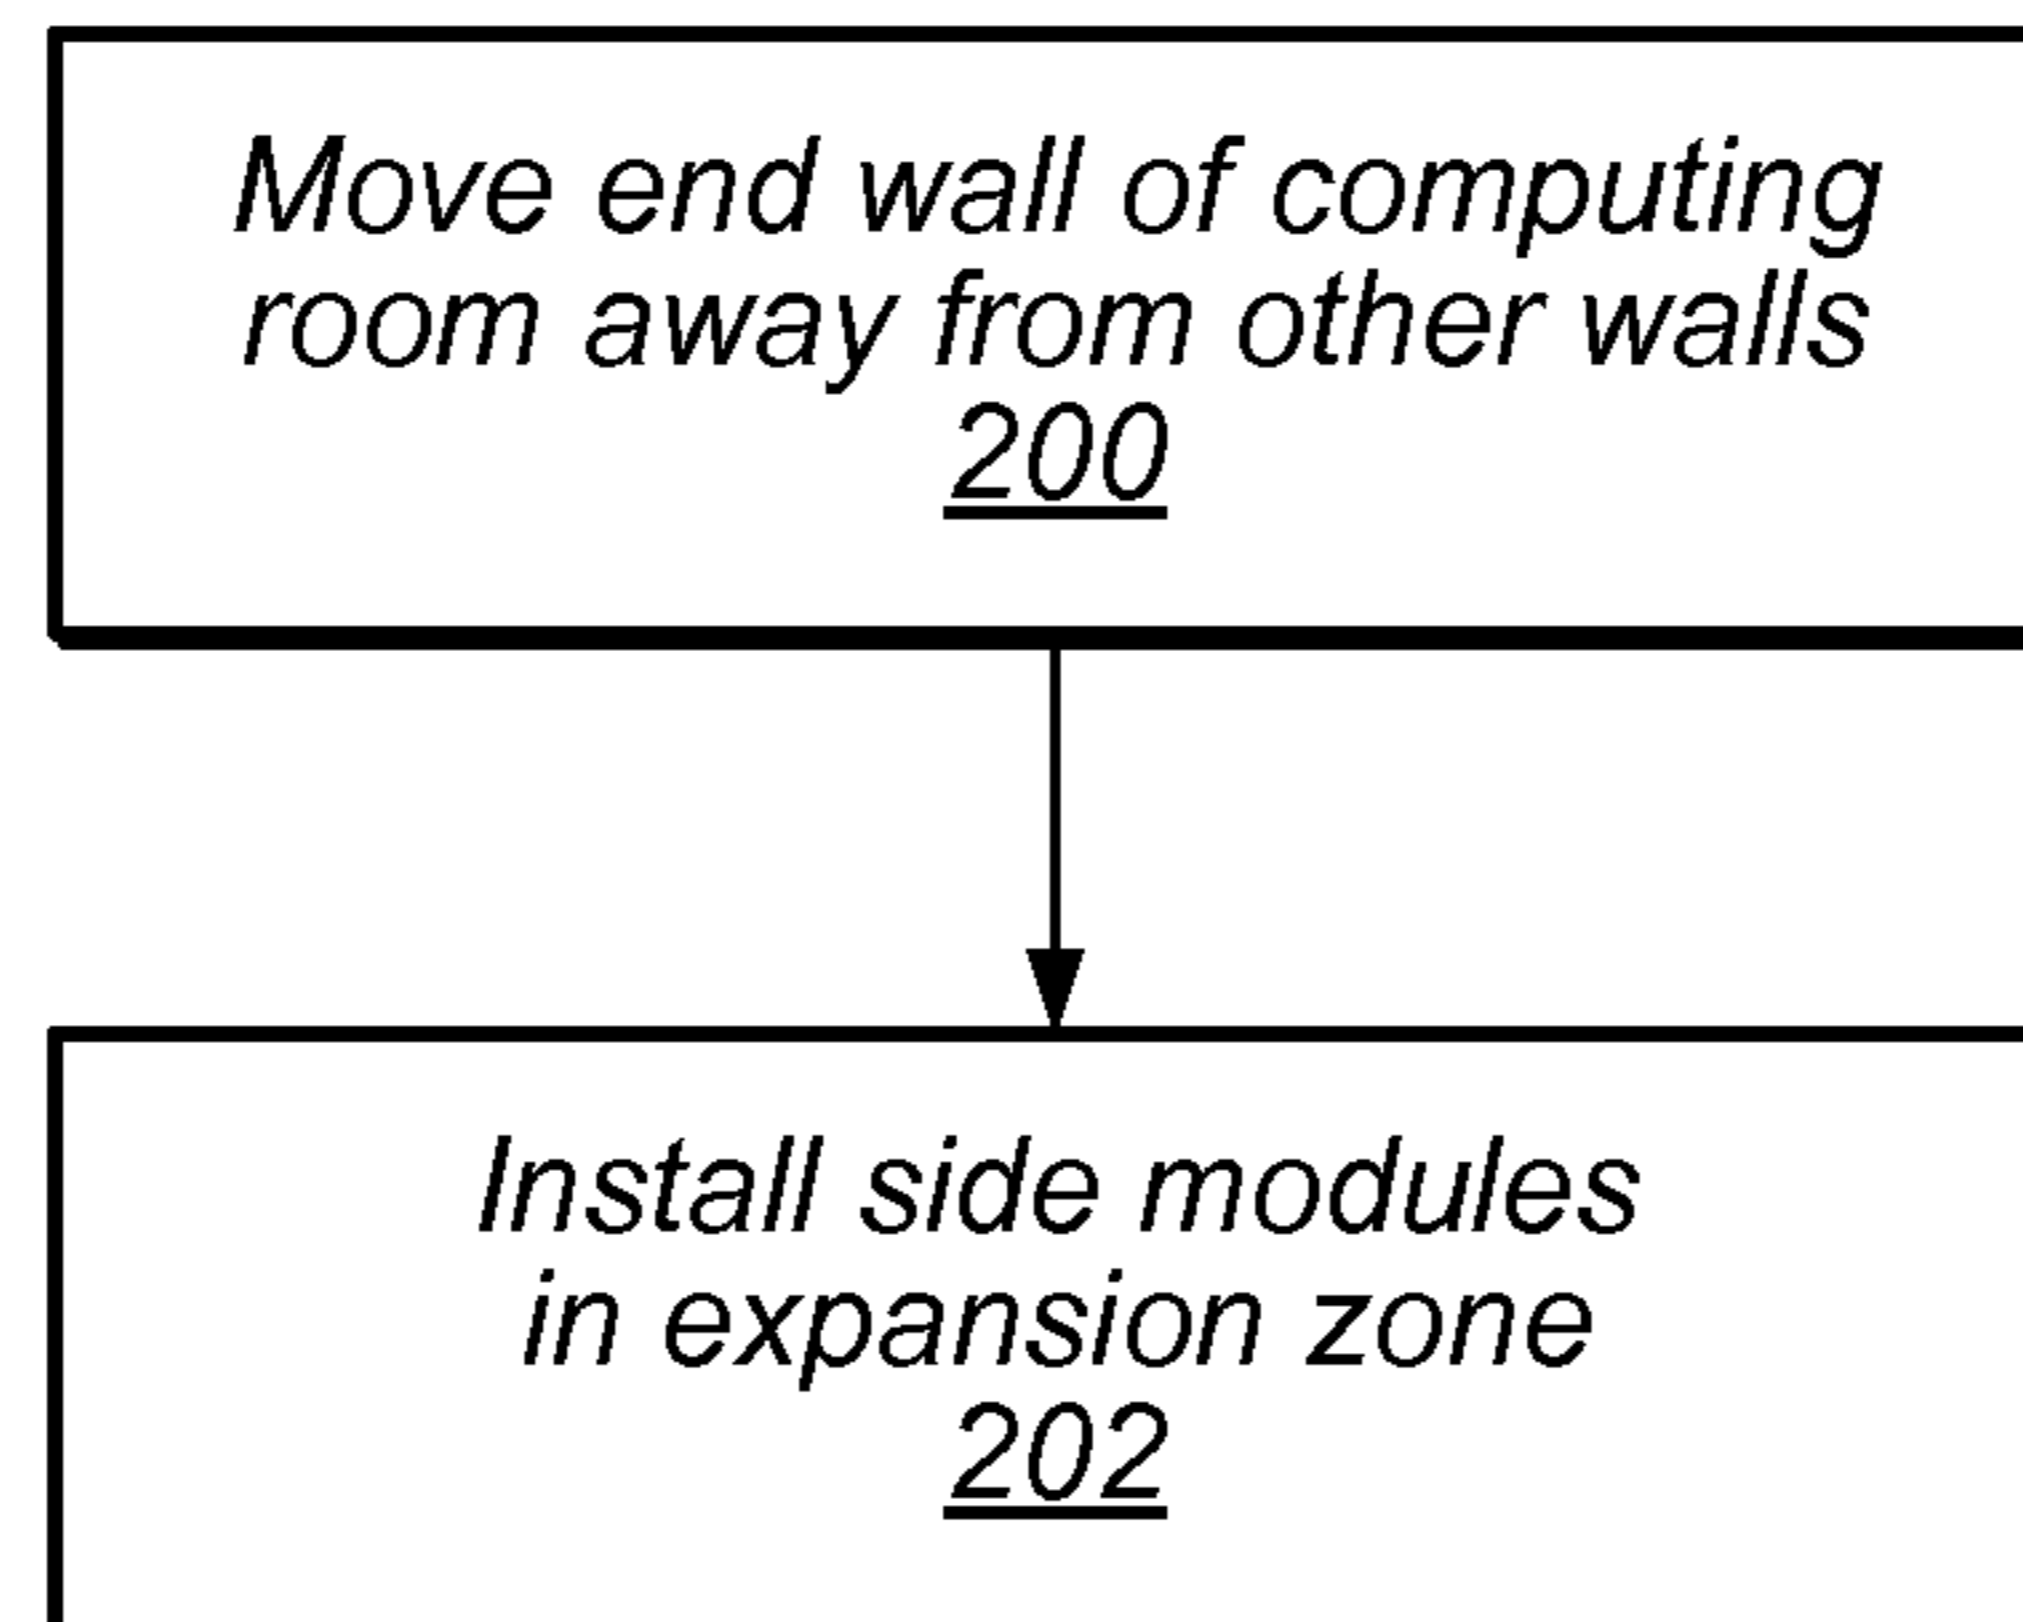 Move end wall of computing
room away from other walls
200
Install side modules
in expansion zone
202